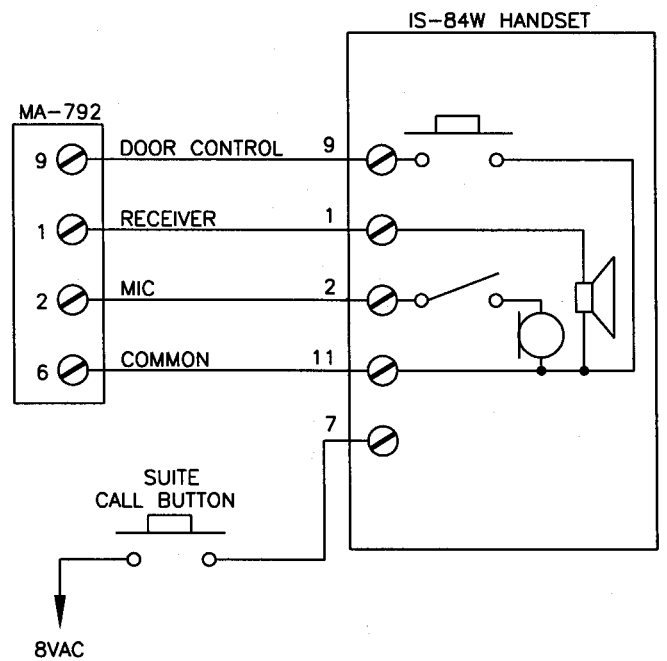 IS-84W HANDSET
MA-792
9 DOOR CONTROL 9
1 RECEIVER 1
2 MIC 2
6 COMMON 11
7
SUITE
CALL BUTTON
8VAC